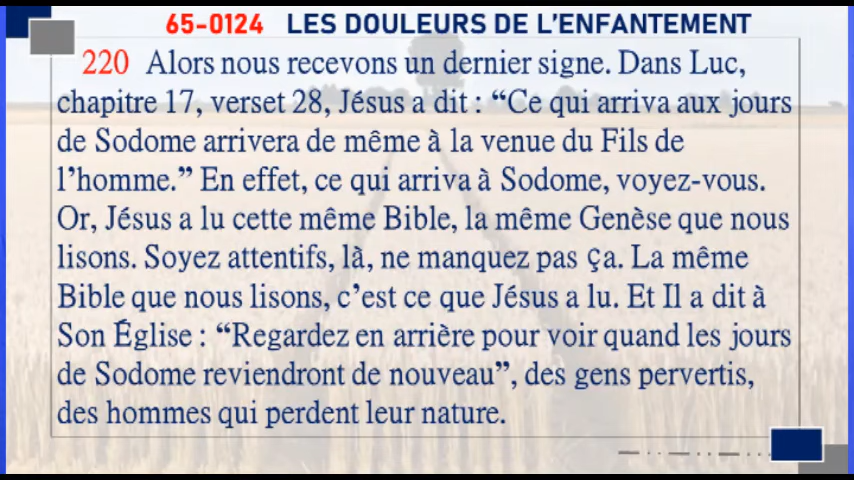 65-0124 LES DOULEURS DE L'ENFANTEMENT
220 Alors nous recevons un dernier signe. Dans Luc,
chapitre 17, verset 28, Jésus a dit : “Ce qui arriva aux jours
de Sodome arrivera de même à la venue du Fils de
l’homme.” En effet, ce qui arriva à Sodome, voyez-vous.
Or, Jésus a lu cette même Bible, la même Genèse que nous
lisons. Soyez attentifs, là, ne manquez pas ça. La même
Bible que nous lisons, c’est ce que Jésus a lu. Et Il a dit à
Son Église : “Regardez en arrière pour voir quand les jours
de Sodome reviendront de nouveau”, des gens pervertis,
des hommes qui perdent leur nature.